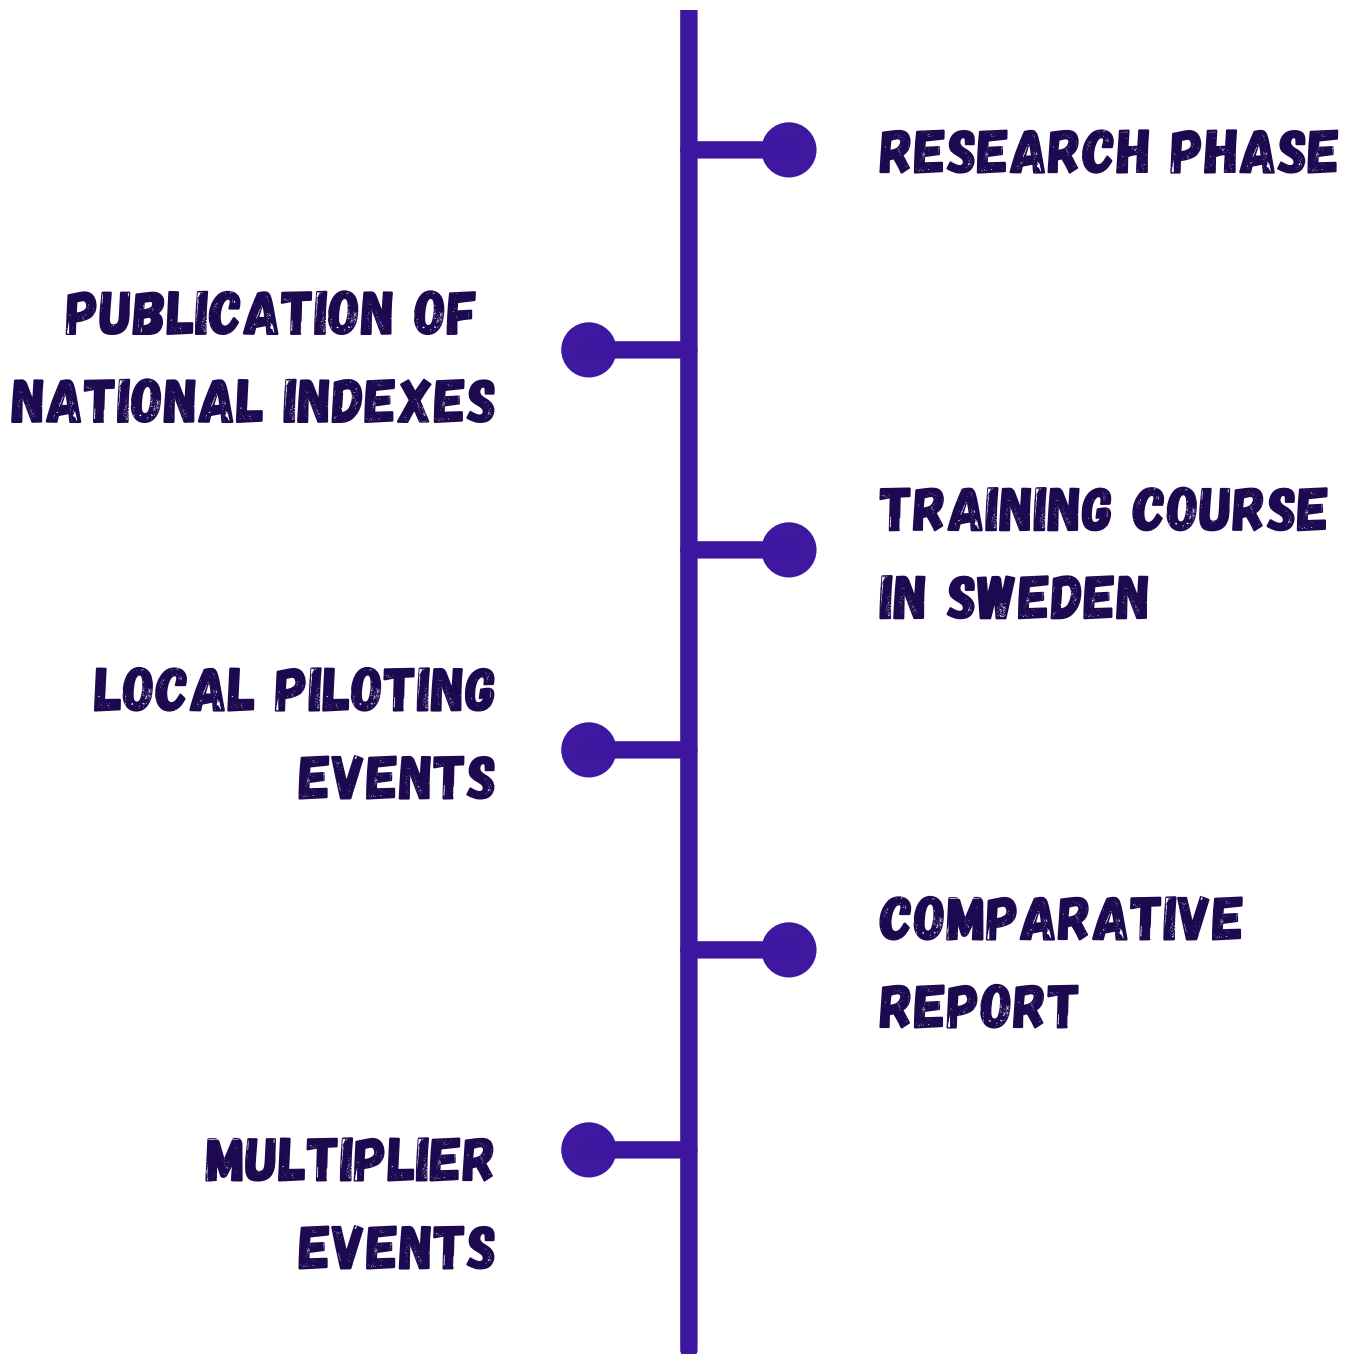 RESEARCH PHASE
PUBLICATION OF
NATIONAL INDEXES
TRAINING COURSE
IN SWEDEN
LOCAL PILOTING
EVENTS
COMPARATIVE
REPORT
MULTIPLIER
EVENTS